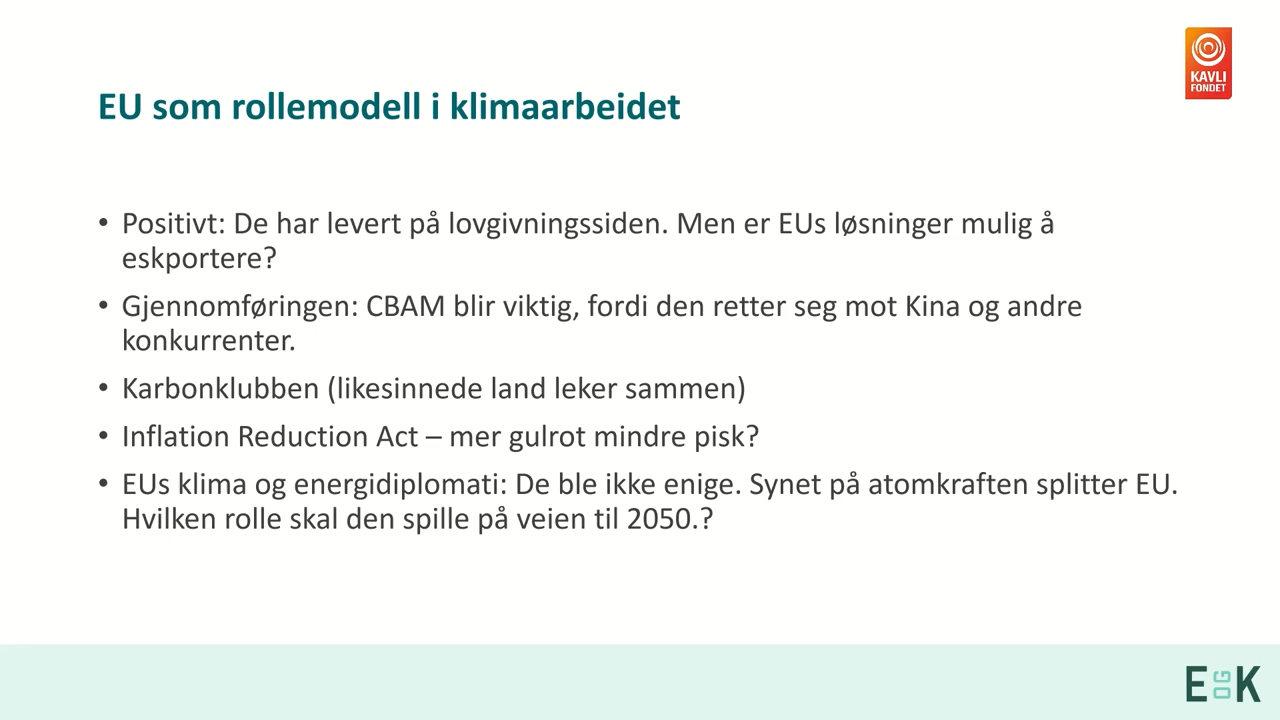 KAVLI
FONDET
EU som rollemodell i klimaarbeidet
• Positivt: De har levert på lovgivningssiden. Men er EUs løsninger mulig å
eskportere?
• Gjennomføringen: CBAM blir viktig, fordi den retter seg mot Kina og andre
konkurrenter.
• Karbonklubben (likesinnede land leker sammen)
• Inflation Reduction Act – mer gulrot mindre pisk?
• EUs klima og energidiplomati: De ble ikke enige. Synet på atomkraften splitter EU.
Hvilken rolle skal den spille på veien til 2050.?
E OG K